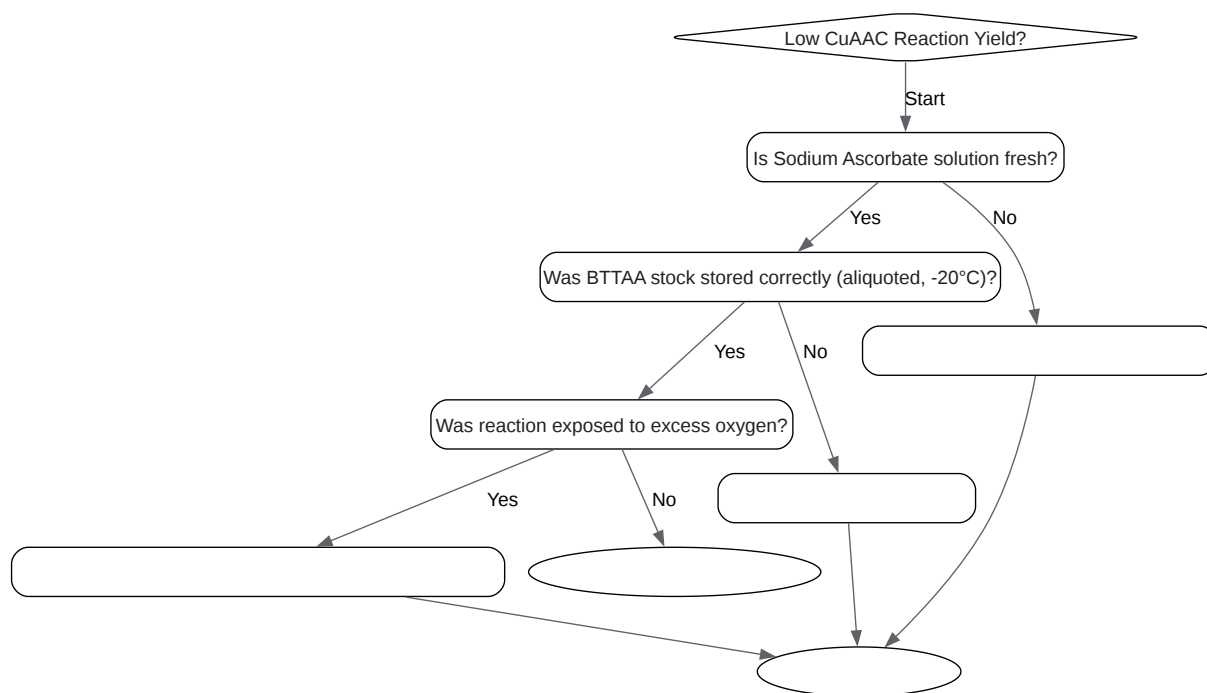 Low CuAAC Reaction Yield?
Start
Is Sodium Ascorbate solution fresh?
Yes
No
Was BTTAA stock stored correctly (aliquoted, -20°C)?
Yes
No
Was reaction exposed to excess oxygen?
Yes
No